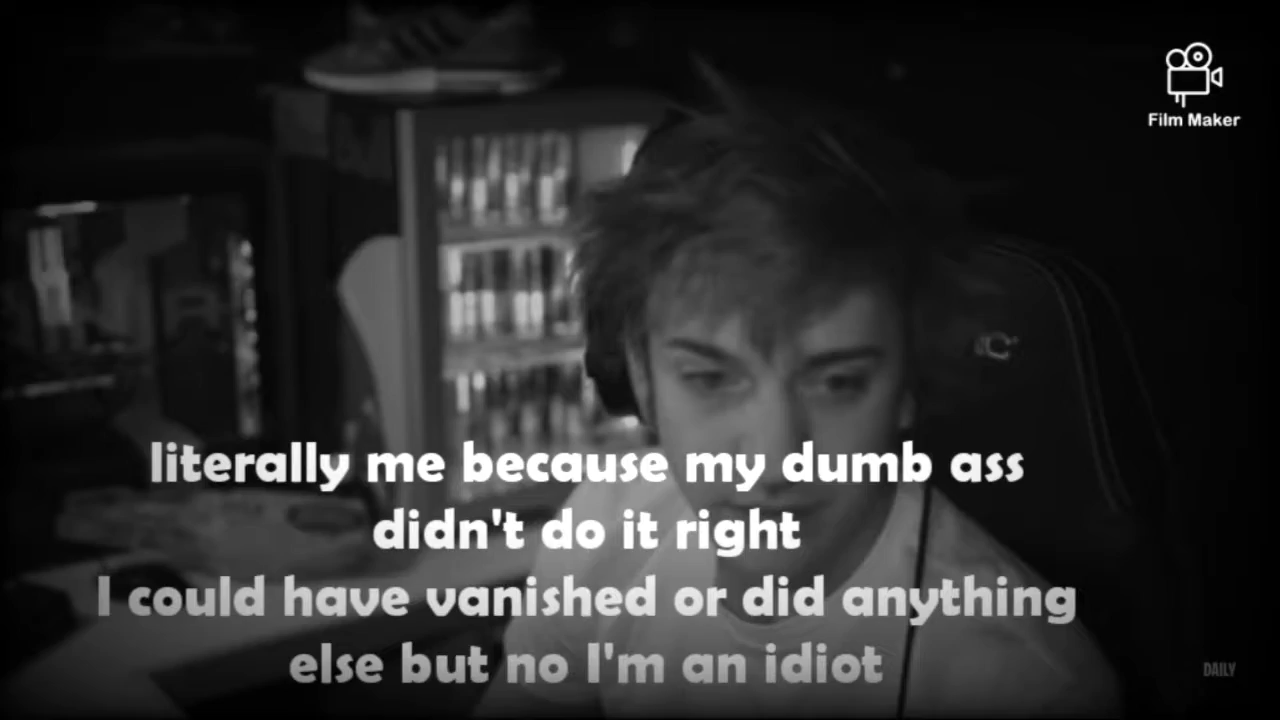 Film Maker
literally me because my dumb ass
didn't do it right
I could have vanished or did anything
else but no I'm an idiot
DAILY